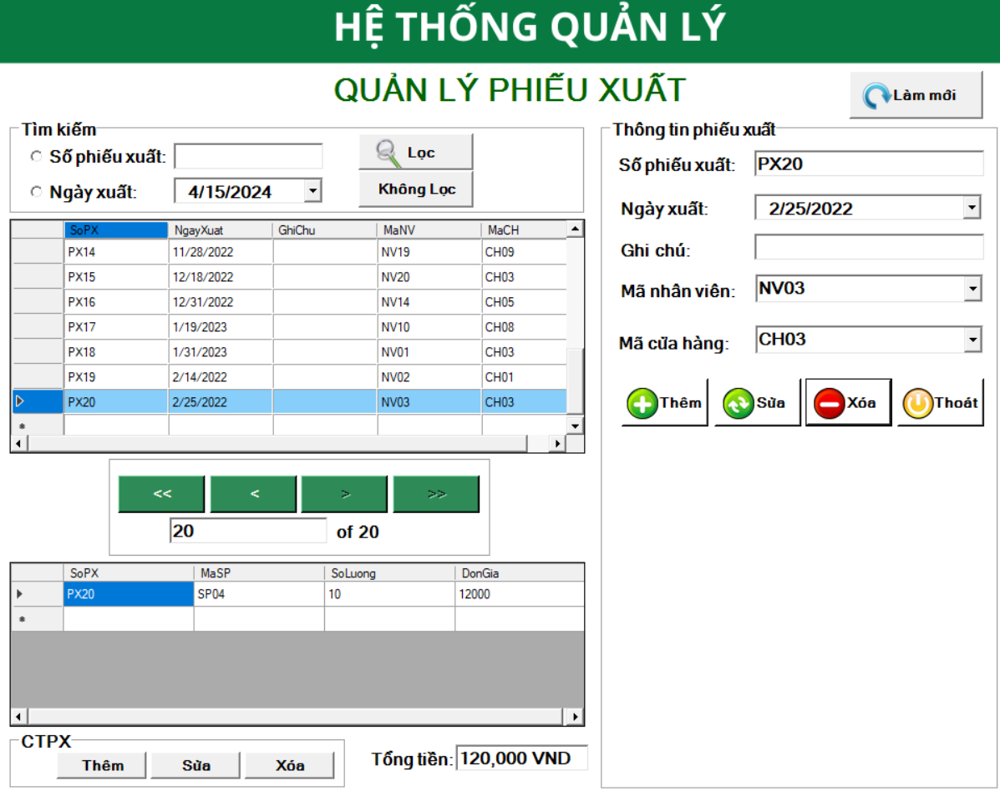 HỆ THỐNG QUẢN LÝ
QUẢN LÝ PHIẾU XUẤT
Làm mới
Tìm kiếm
Số phiếu xuất:
Lọc
Ngày xuất: 4/15/2024
Không Lọc
SoPX NgayXuat GhiChu MaNV MaCH
PX14 11/28/2022 NV19 CH09
PX15 12/18/2022 NV20 CH03
PX16 12/31/2022 NV14 CH05
PX17 1/19/2023 NV10 CH08
PX18 1/31/2023 NV01 CH03
PX19 2/14/2022 NV02 CH01
PX20 2/25/2022 NV03 CH03
<< < > >>
20 of 20
SoPX MaSP SoLuong DonGia
PX20 SP04 10 12000
CTPX
Thêm Sửa Xóa
Tổng tiền: 120,000 VND
Thông tin phiếu xuất
Số phiếu xuất: PX20
Ngày xuất: 2/25/2022
Ghi chú:
Mã nhân viên: NV03
Mã cửa hàng: CH03
Thêm Sửa Xóa Thoát